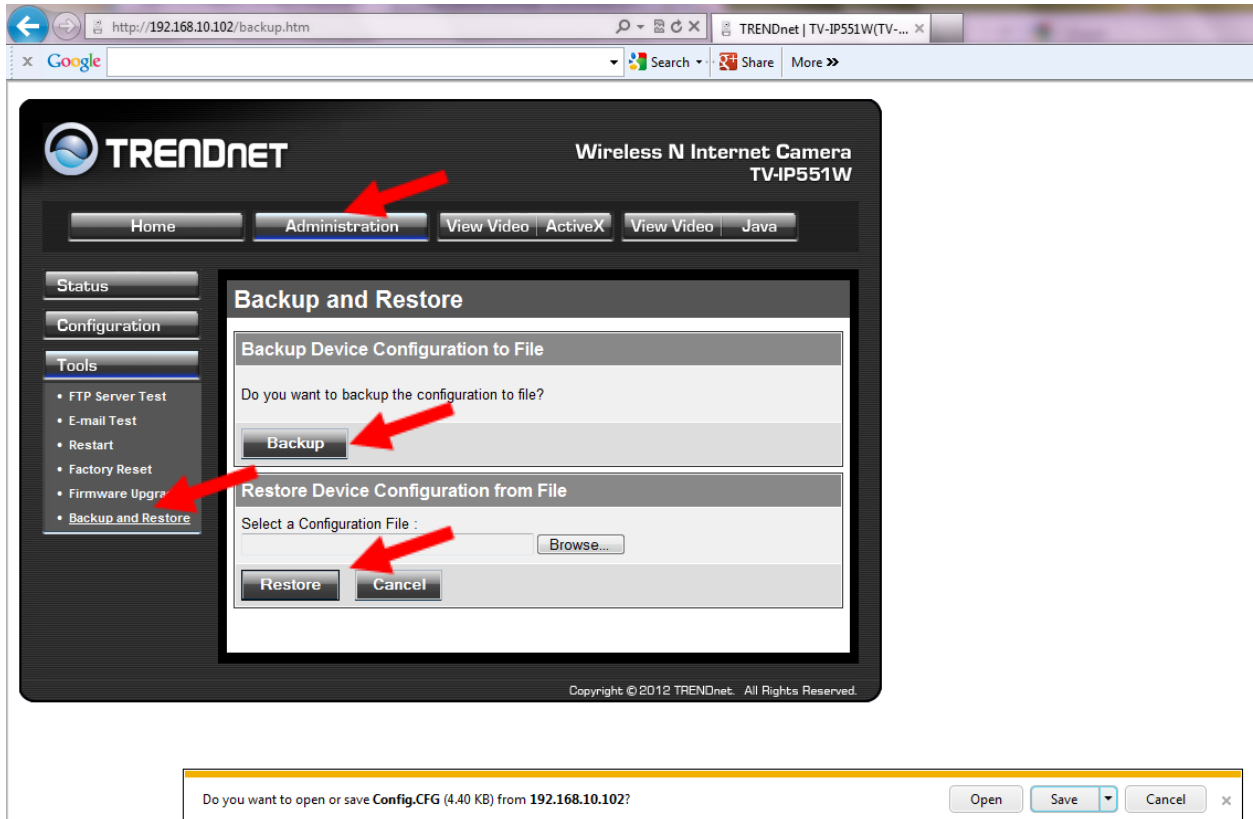 http://192.168.10.102/backup.htm
TRENDnet | TV-IP551W(TV-...
x Google Search Share More »
TRENDnet
Wireless N Internet Camera
TV-IP551W
Home Administration View Video ActiveX View Video Java
Status
Configuration
Tools
• FTP Server Test
• E-mail Test
• Restart
• Factory Reset
• Firmware
• Backup and Restore
Backup and Restore
Backup Device Configuration to File
Do you want to backup the configuration to file?
Backup
Restore Device Configuration from File
Select a Configuration File :
Browse...
Restore Cancel
Copyright © 2012 TRENDnet. All Rights Reserved.
Do you want to open or save Config.CFG (4.40 KB) from 192.168.10.102?
Open Save Cancel x